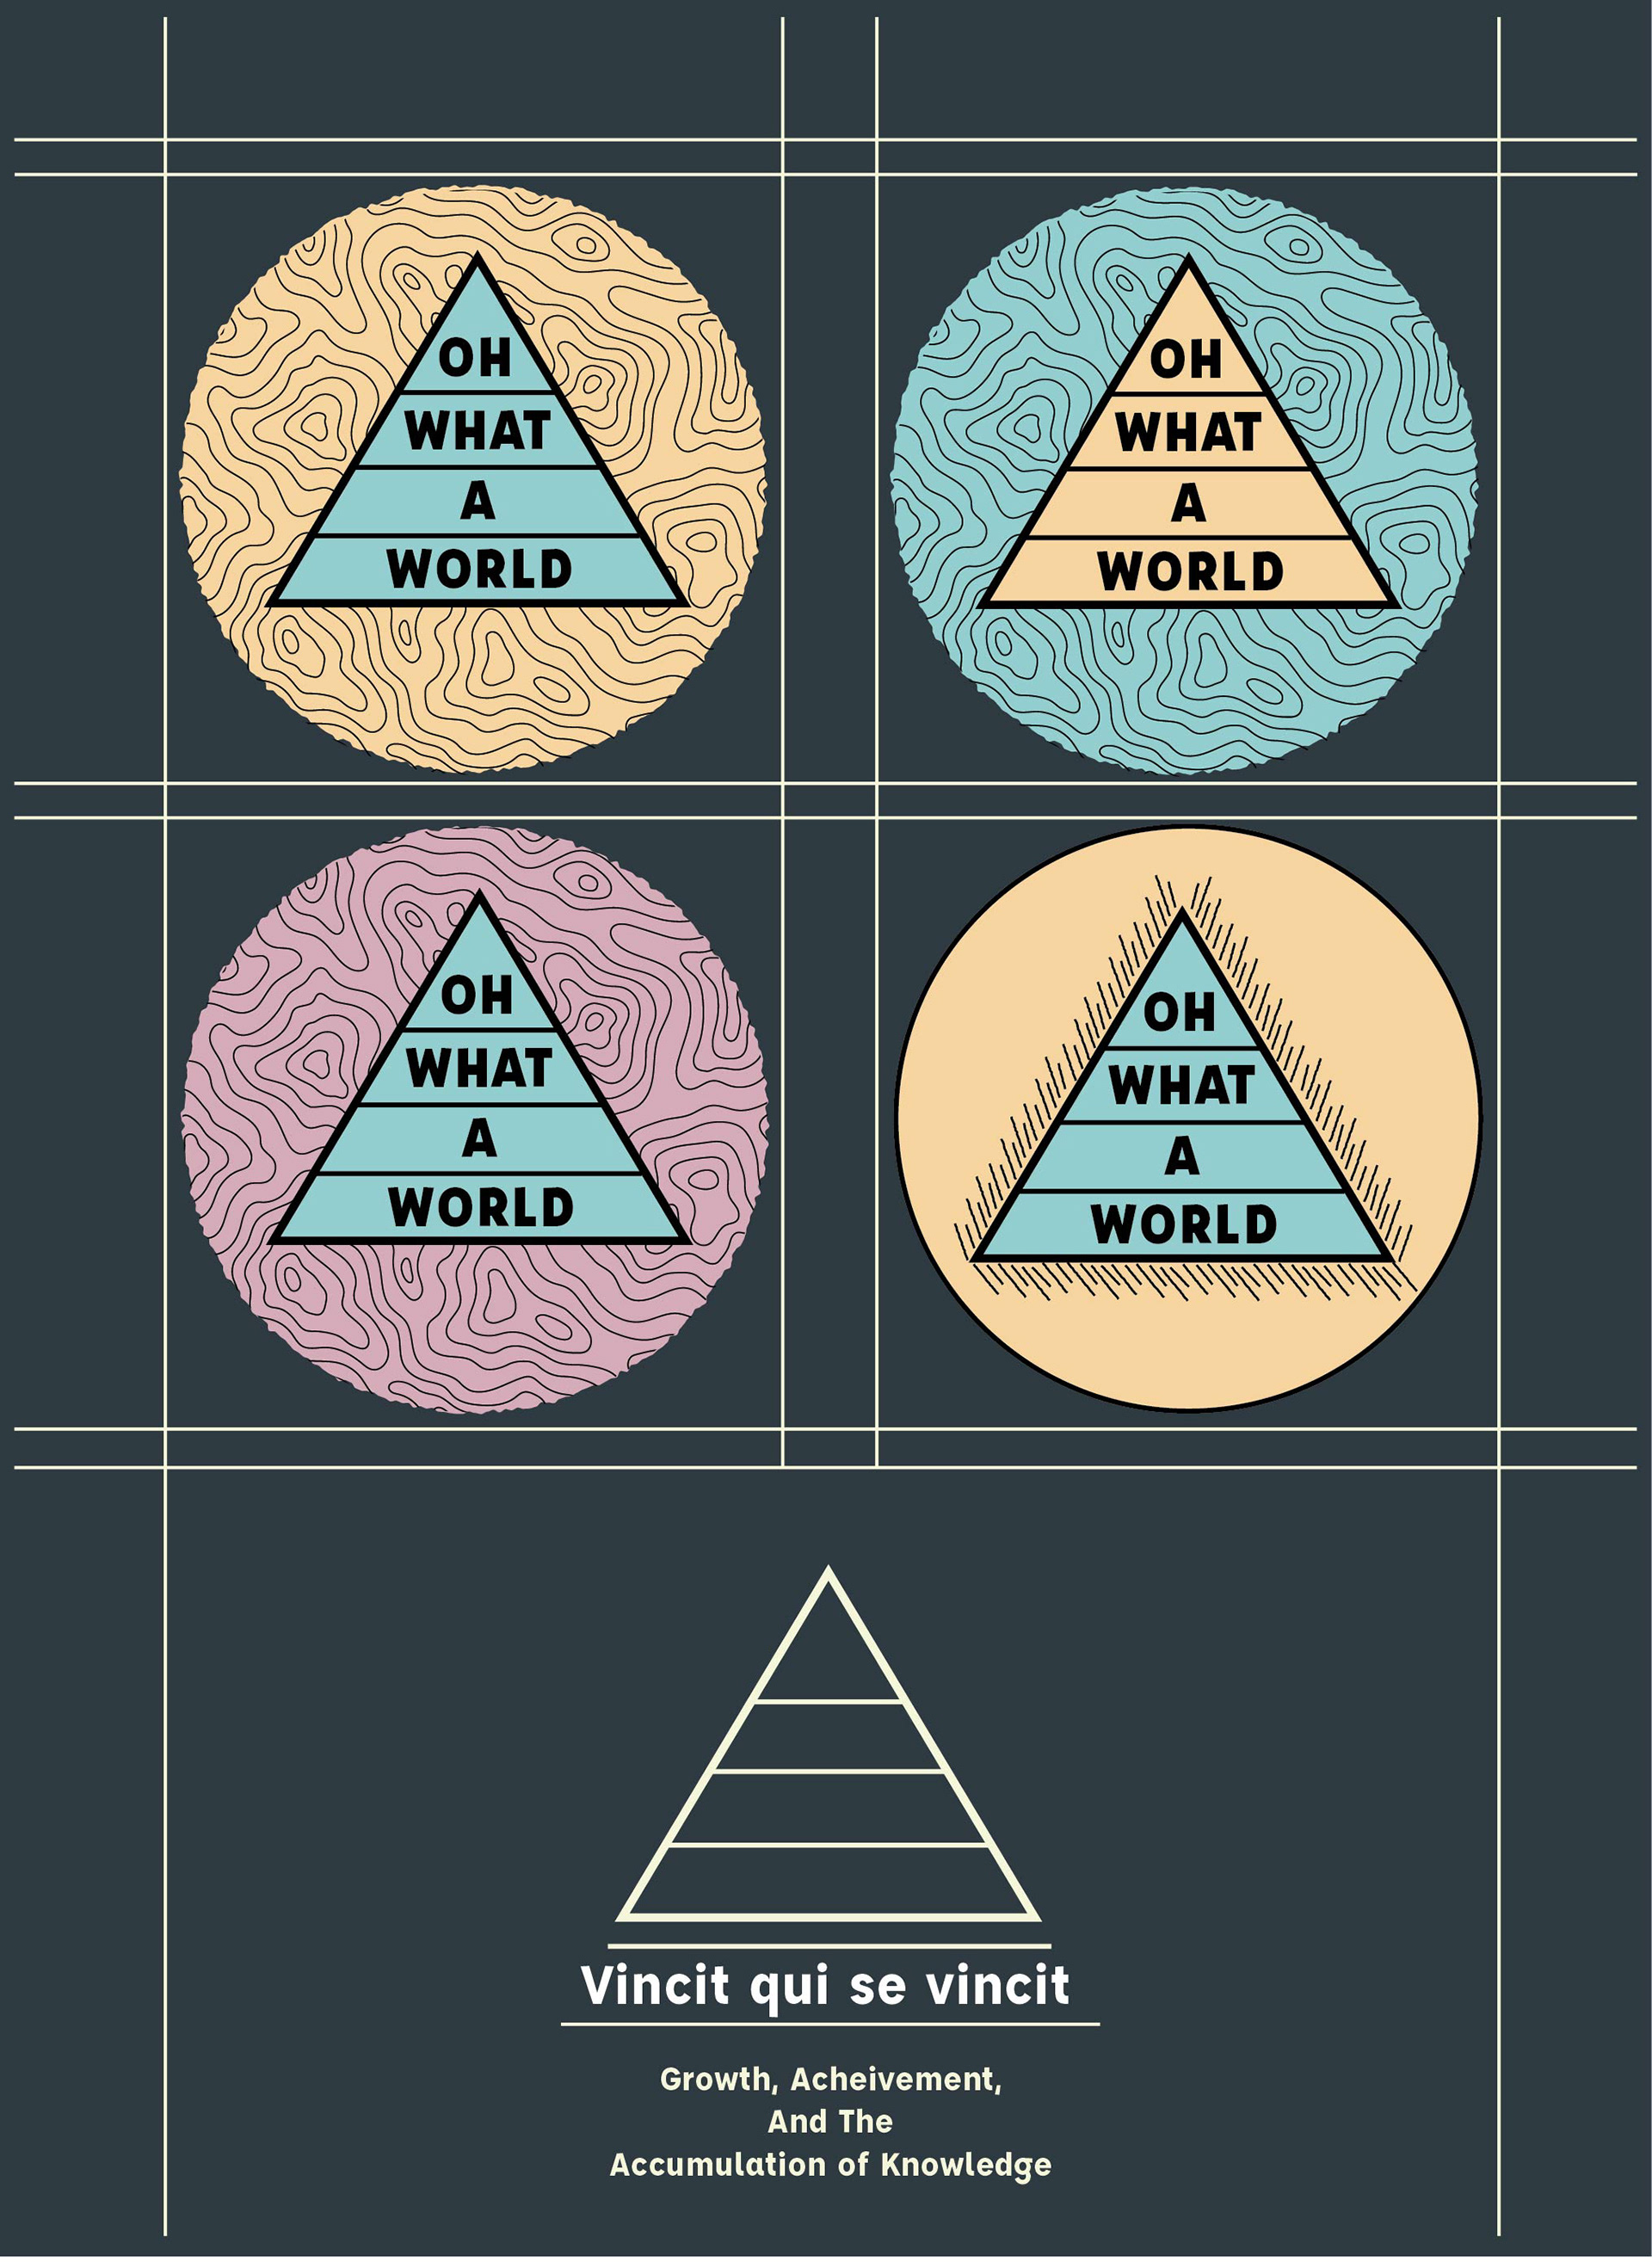 OH
WHAT
A
WORLD
OH
WHAT
A
WORLD
OH
WHAT
A
WORLD
OH
WHAT
A
WORLD
Vincit qui se vincit
Growth, Acheivement,
And The
Accumulation of Knowledge